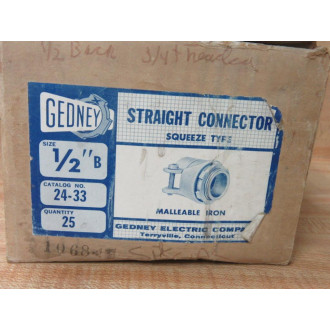 1/2
GEDNEY
STRAIGHT CONNECTOR
SQUEEZE TYPE
SIZE
1/2" B
CATALOG NO.
24-33
QUANTITY
25
MALLEABLE IRON
GEDNEY ELECTRIC COMPA
Terryville, Connecticut